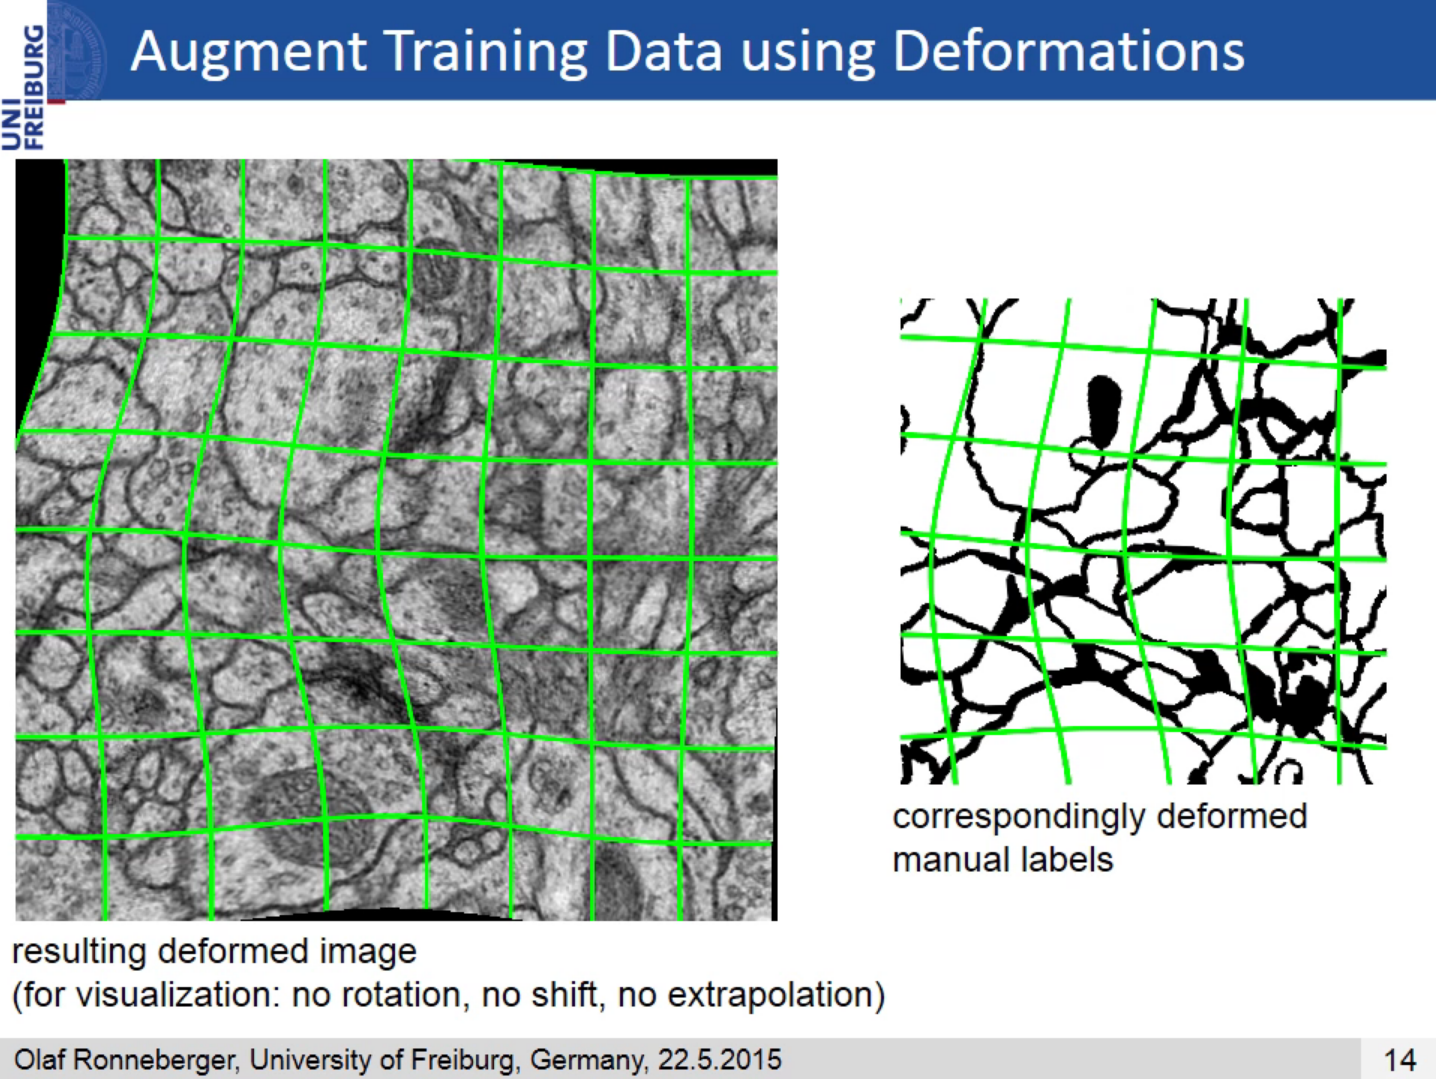 UNI
FREIBURG
Augment Training Data using Deformations
correspondingly deformed
manual labels
resulting deformed image
(for visualization: no rotation, no shift, no extrapolation)
Olaf Ronneberger, University of Freiburg, Germany, 22.5.2015
14